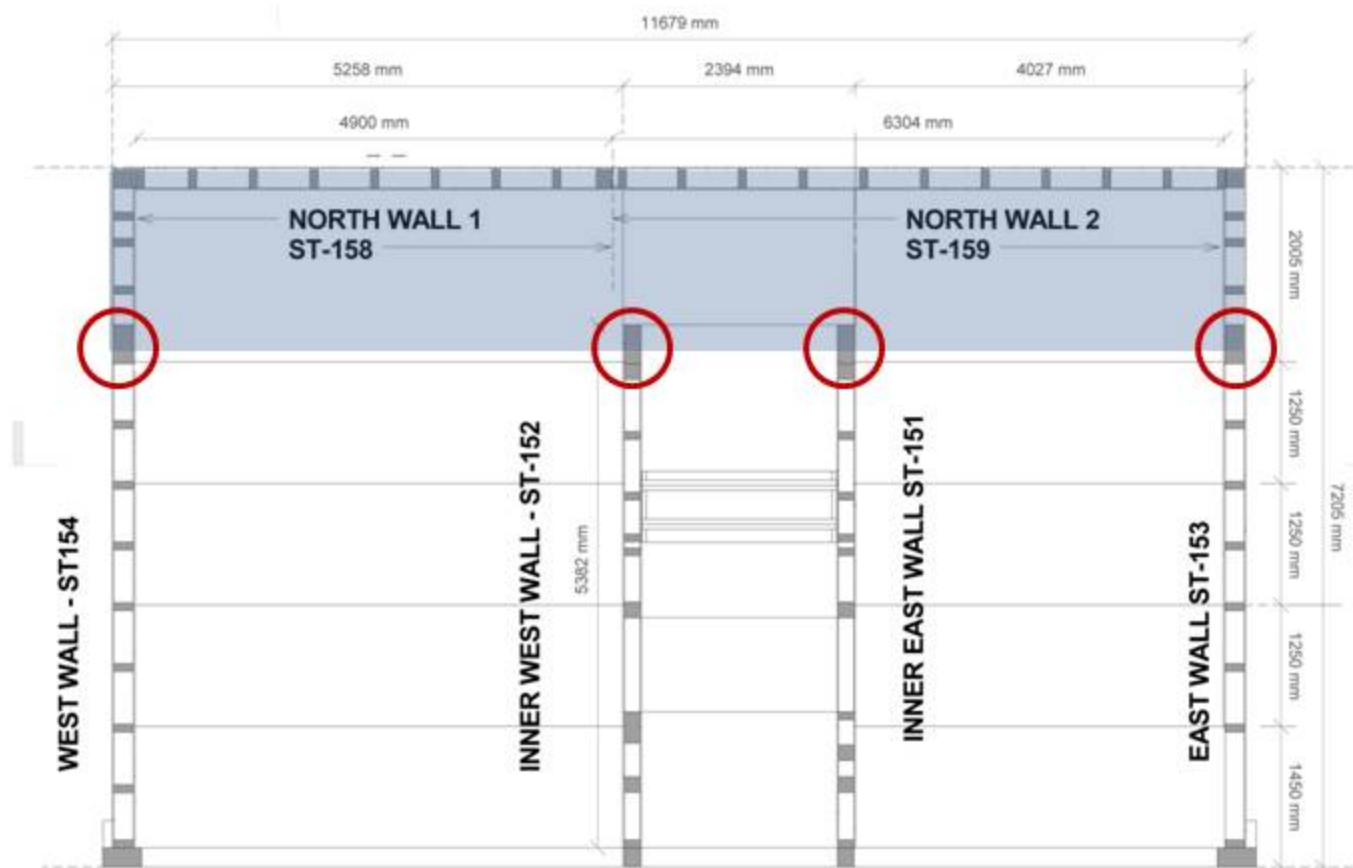 11679 mm
5258 mm
2394 mm
4027 mm
4900 mm
6304 mm
NORTH WALL 1
ST-158
NORTH WALL 2
ST-159
2005 mm
1250 mm
1250 mm
1250 mm
1450 mm
7205 mm
5382 mm
WEST WALL - ST154
INNER WEST WALL - ST-152
INNER EAST WALL ST-151
EAST WALL ST-153